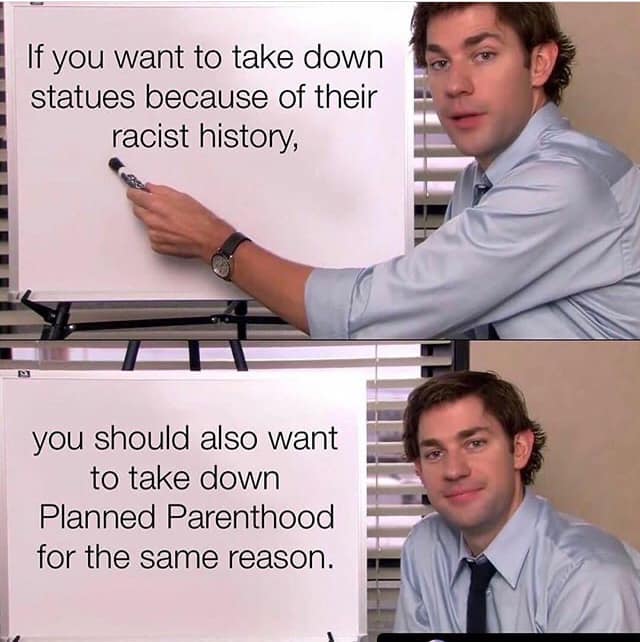 If you want to take down
statues because of their
racist history,
you should also want
to take down
Planned Parenthood
for the same reason.